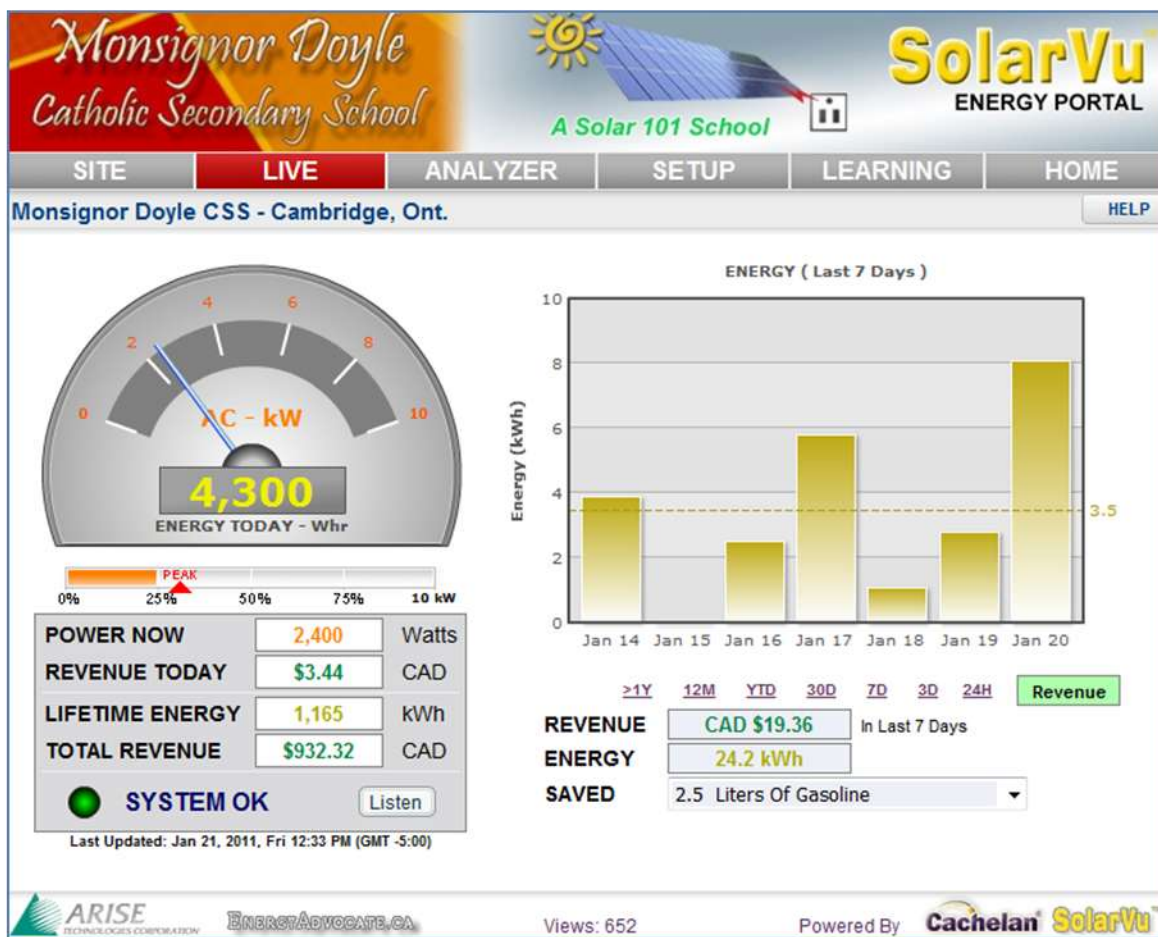 Monsignor Doyle
Catholic Secondary School
A Solar 101 School
SolarVu™
ENERGY PORTAL
SITE LIVE ANALYZER SETUP LEARNING HOME
Monsignor Doyle CSS - Cambridge, Ont.
HELP
0 2 4 6 8 10
AC - kW
4,300
ENERGY TODAY - Whr
PEAK
0% 25% 50% 75% 10 kW
POWER NOW 2,400 Watts
REVENUE TODAY $3.44 CAD
LIFETIME ENERGY 1,165 kWh
TOTAL REVENUE $932.32 CAD
SYSTEM OK Listen
Last Updated: Jan 21, 2011, Fri 12:33 PM (GMT -5:00)
ENERGY ( Last 7 Days )
Energy (kWh)
10
8
6
4
3.5
2
0
Jan 14 Jan 15 Jan 16 Jan 17 Jan 18 Jan 19 Jan 20
>1Y 12M YTD 30D 7D 3D 24H Revenue
REVENUE CAD $19.36 In Last 7 Days
ENERGY 24.2 kWh
SAVED 2.5 Liters Of Gasoline
ARISE
TECHNOLOGIES CORPORATION
ENERGYADVOCATE.CA
Views: 652
Powered By Cachelan SolarVu™